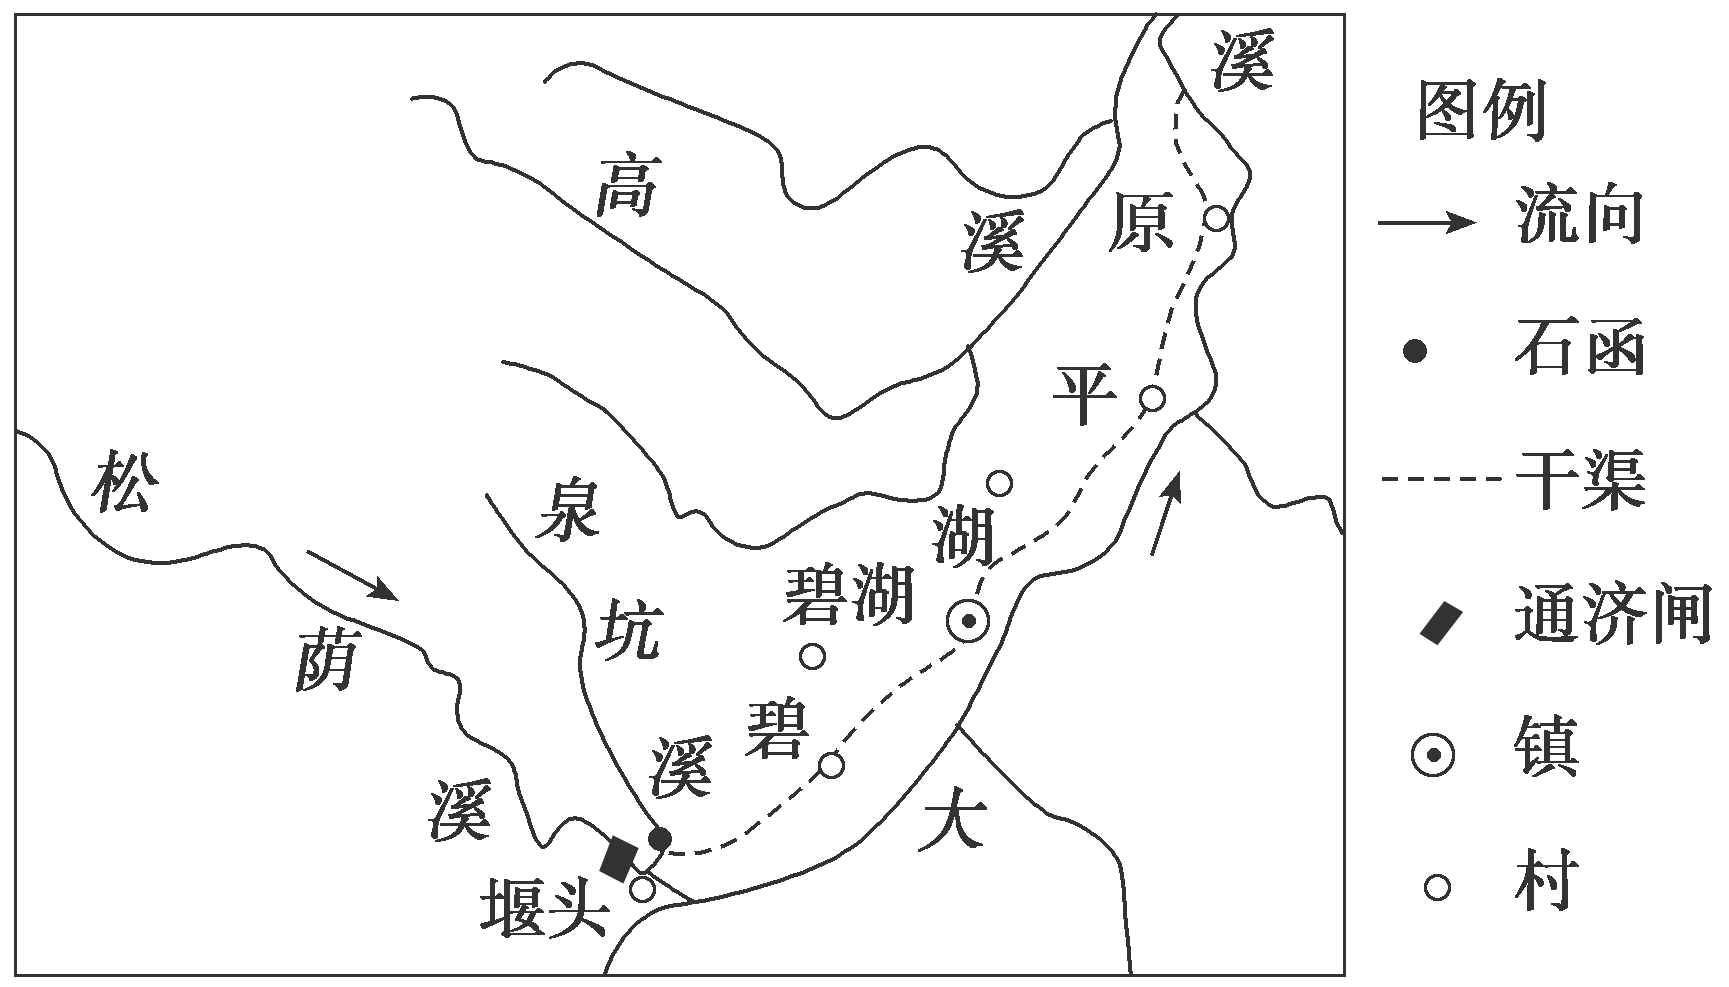 溪
高
溪
原
平
松
荫
溪
泉
坑
溪
湖
碧湖
碧
大
堰头
图例
流向
石函
干渠
通济闸
镇
村